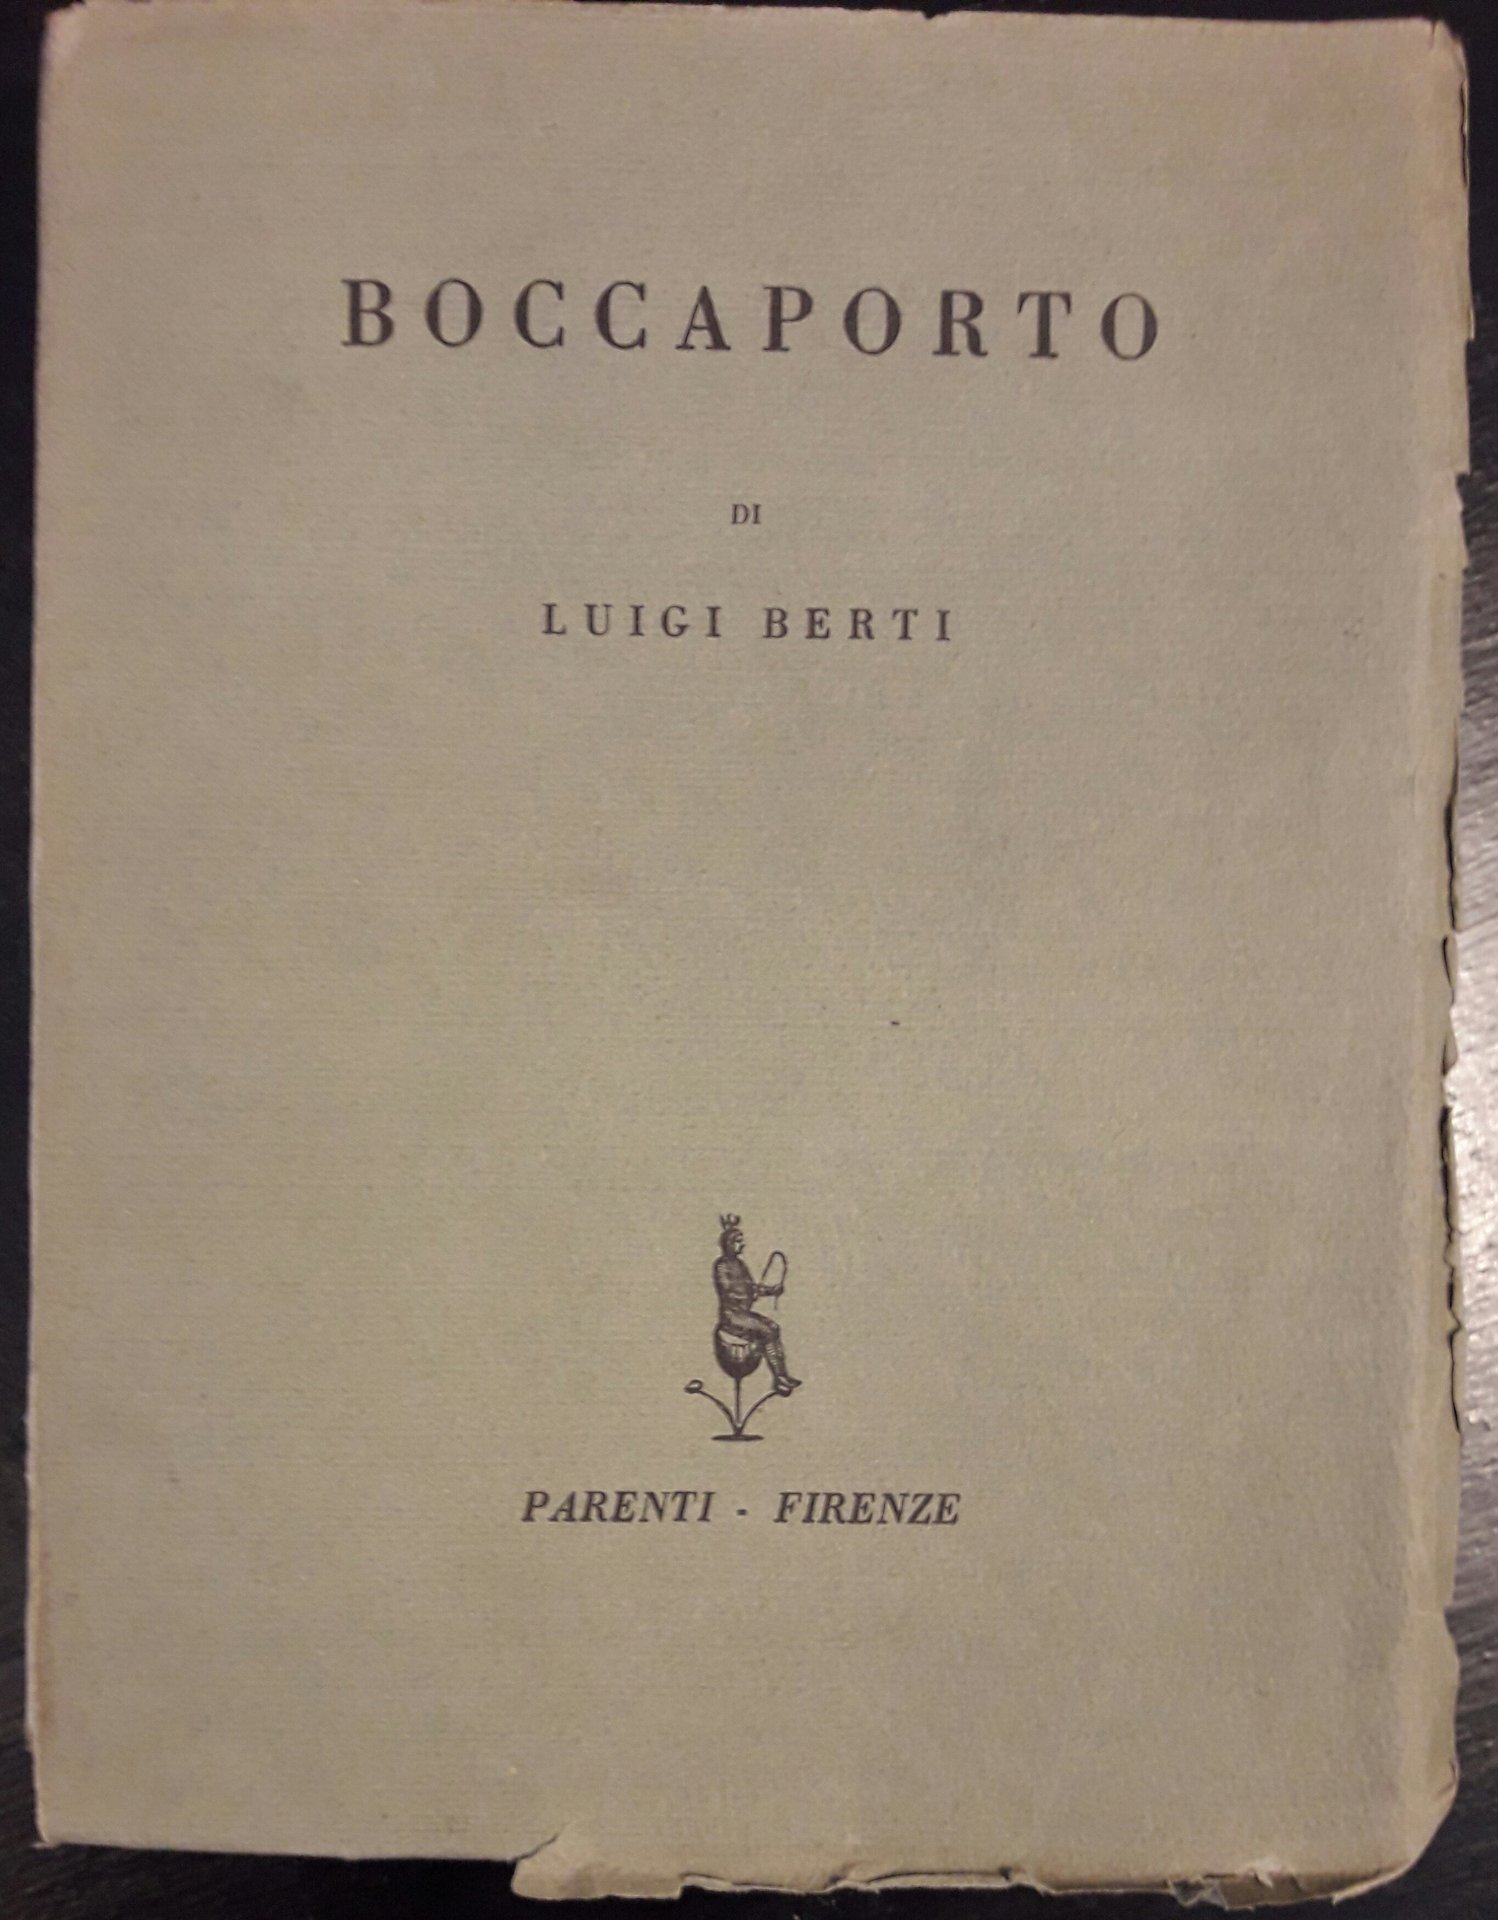 BOCCAPORTO
DI
LUIGI BERTI
PARENTI - FIRENZE